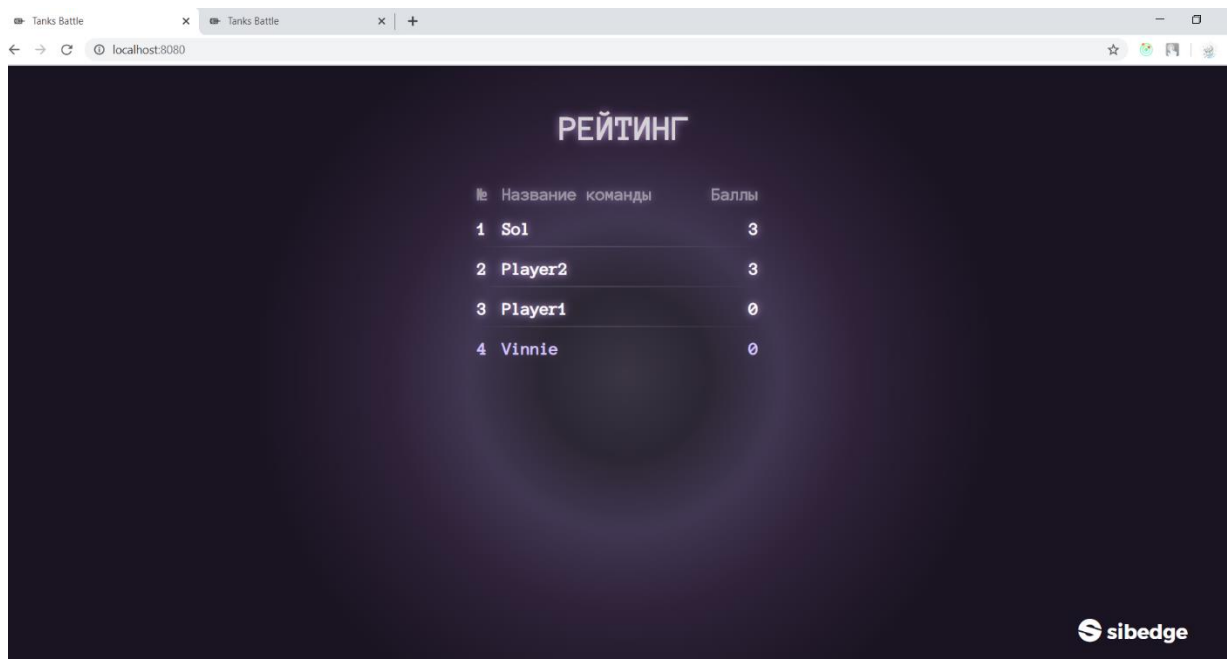 Tanks Battle Tanks Battle
localhost:8080
РЕЙТИНГ
№ Название команды Баллы
1 Sol 3
2 Player2 3
3 Player1 0
4 Vinnie 0
sibedge